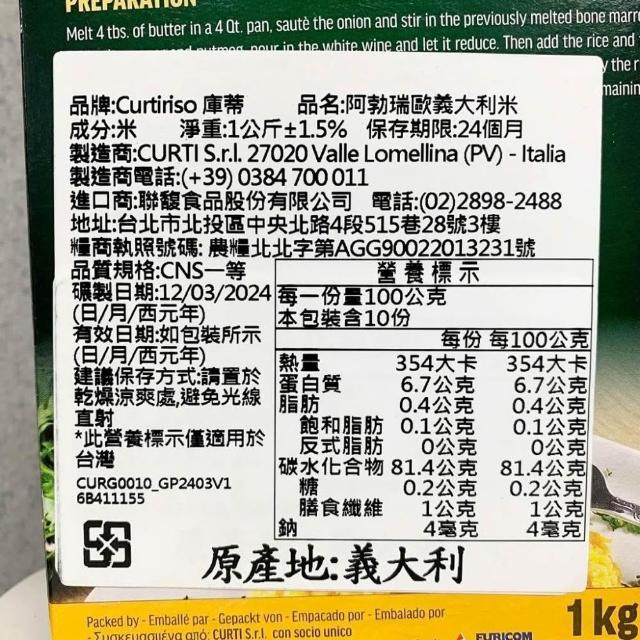 PREPARATION
Melt 4 tbs. of butter in a 4 Qt. pan, sautè the onion and stir in the previously melted bone marr
nutmeg, pour in the white wine and let it reduce. Then add the rice and
品牌:Curtiriso 庫蒂 品名:阿勃瑞歐義大利米
成分:米 淨重:1公斤±1.5% 保存期限:24個月
製造商:CURTI S.r.l. 27020 Valle Lomellina (PV) - Italia
製造商電話:(+39) 0384 700 011
進口商:聯馥食品股份有限公司 電話:(02)2898-2488
地址:台北市北投區中央北路4段515巷28號3樓
糧商執照號碼: 農糧北北字第AGG90022013231號
品質規格:CNS一等
碾製日期:12/03/2024
(日/月/西元年)
有效日期:如包裝所示
(日/月/西元年)
建議保存方式:請置於
乾燥涼爽處,避免光線
直射
*此營養標示僅適用於
台灣
CURG0010_GP2403V1
6B411155
營養標示
每一份量100公克
本包裝含10份
每份 每100公克
熱量 354大卡 354大卡
蛋白質 6.7公克 6.7公克
脂肪 0.4公克 0.4公克
飽和脂肪 0.1公克 0.1公克
反式脂肪 0公克 0公克
碳水化合物 81.4公克 81.4公克
糖 0.2公克 0.2公克
膳食纖維 1公克 1公克
鈉 4毫克 4毫克
原產地:義大利
Packed by - Emballé par - Gepackt von - Empacado por - Embalado por
- Συσκευασμένα από: CURTI S.r.l. con socio unico
FURICOM
1 kg